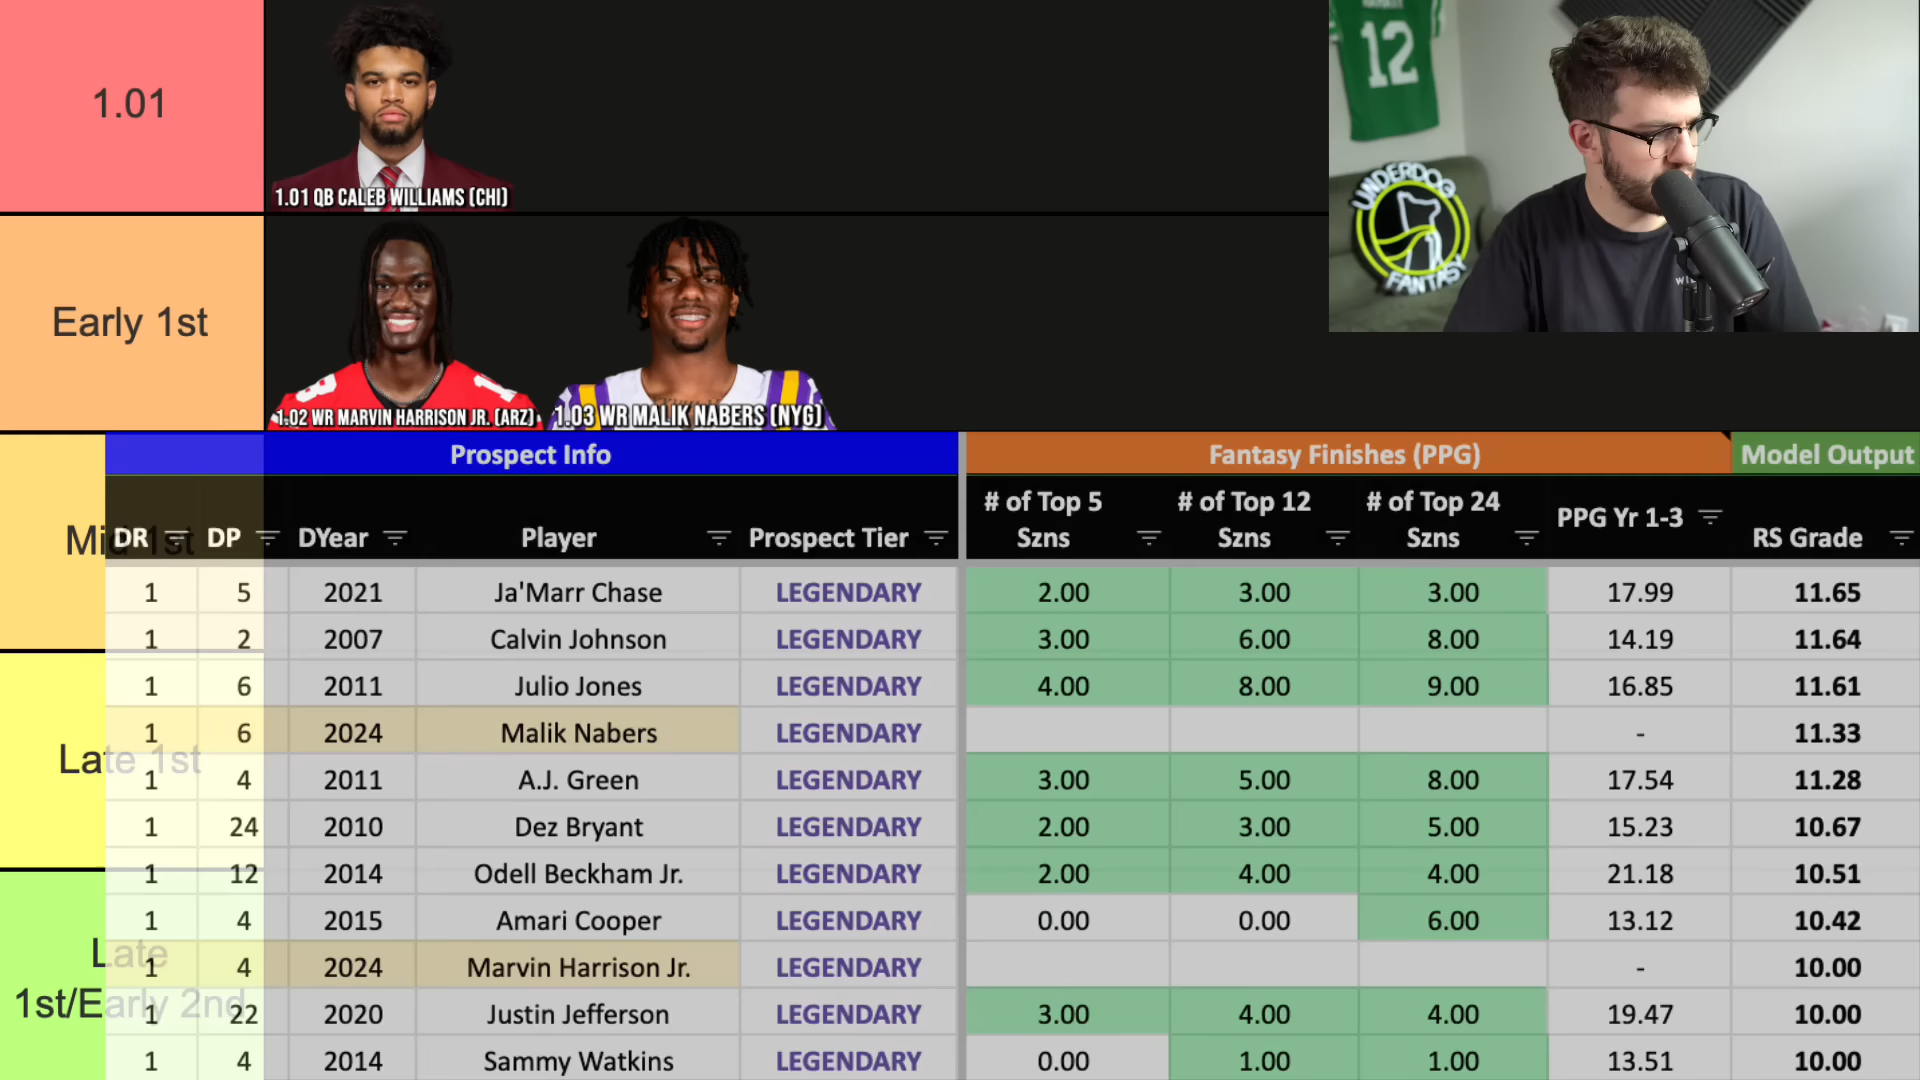 1.01
1.01 QB CALEB WILLIAMS (CHI)
12
UNDERDOG
FANTASY
Early 1st
1.02 WR MARVIN HARRISON JR. (ARZ)
1.03 WR MALIK NABERS (NYG)
Mid 1st
Late 1st
Late
1st/Early 2nd
Prospect Info Fantasy Finishes (PPG) Model Output
DR DP DYear Player Prospect Tier # of Top 5 Szns # of Top 12 Szns # of Top 24 Szns PPG Yr 1-3 RS Grade
1 5 2021 Ja'Marr Chase LEGENDARY 2.00 3.00 3.00 17.99 11.65
1 2 2007 Calvin Johnson LEGENDARY 3.00 6.00 8.00 14.19 11.64
1 6 2011 Julio Jones LEGENDARY 4.00 8.00 9.00 16.85 11.61
1 6 2024 Malik Nabers LEGENDARY - 11.33
1 4 2011 A.J. Green LEGENDARY 3.00 5.00 8.00 17.54 11.28
1 24 2010 Dez Bryant LEGENDARY 2.00 3.00 5.00 15.23 10.67
1 12 2014 Odell Beckham Jr. LEGENDARY 2.00 4.00 4.00 21.18 10.51
1 4 2015 Amari Cooper LEGENDARY 0.00 0.00 6.00 13.12 10.42
1 4 2024 Marvin Harrison Jr. LEGENDARY - 10.00
1 22 2020 Justin Jefferson LEGENDARY 3.00 4.00 4.00 19.47 10.00
1 4 2014 Sammy Watkins LEGENDARY 0.00 1.00 1.00 13.51 10.00